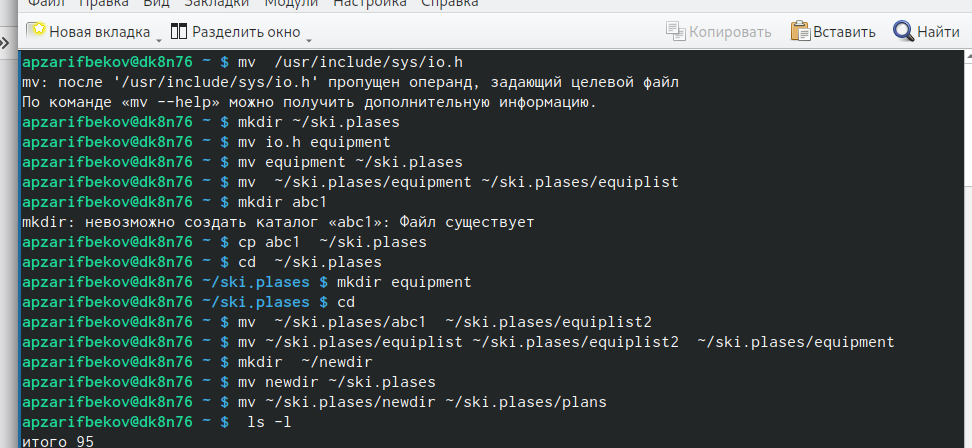 Файл Правка Вид Закладки Модули Настройка Справка
Новая вкладка Разделить окно Копировать Вставить Найти
apzarifbekov@dk8n76 ~ $ mv  /usr/include/sys/io.h
mv: после '/usr/include/sys/io.h' пропущен операнд, задающий целевой файл
По команде «mv --help» можно получить дополнительную информацию.
apzarifbekov@dk8n76 ~ $ mkdir ~/ski.plases
apzarifbekov@dk8n76 ~ $ mv io.h equipment
apzarifbekov@dk8n76 ~ $ mv equipment ~/ski.plases
apzarifbekov@dk8n76 ~ $ mv  ~/ski.plases/equipment ~/ski.plases/equiplist
apzarifbekov@dk8n76 ~ $ mkdir abc1
mkdir: невозможно создать каталог «abc1»: Файл существует
apzarifbekov@dk8n76 ~ $ cp abc1  ~/ski.plases
apzarifbekov@dk8n76 ~ $ cd  ~/ski.plases
apzarifbekov@dk8n76 ~/ski.plases $ mkdir equipment
apzarifbekov@dk8n76 ~/ski.plases $ cd
apzarifbekov@dk8n76 ~ $ mv  ~/ski.plases/abc1  ~/ski.plases/equiplist2
apzarifbekov@dk8n76 ~ $ mv ~/ski.plases/equiplist ~/ski.plases/equiplist2  ~/ski.plases/equipment
apzarifbekov@dk8n76 ~ $ mkdir  ~/newdir
apzarifbekov@dk8n76 ~ $ mv newdir ~/ski.plases
apzarifbekov@dk8n76 ~ $ mv ~/ski.plases/newdir ~/ski.plases/plans
apzarifbekov@dk8n76 ~ $  ls -l
итого 95